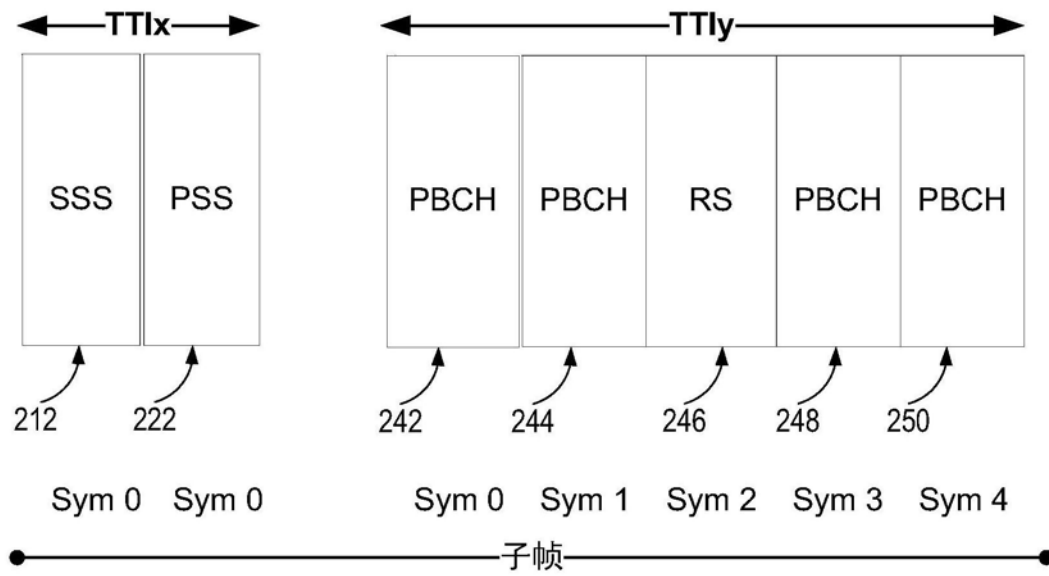 TTIx TTIy
SSS PSS PBCH PBCH RS PBCH PBCH
212 222 242 244 246 248 250
Sym 0 Sym 0 Sym 0 Sym 1 Sym 2 Sym 3 Sym 4
子帧